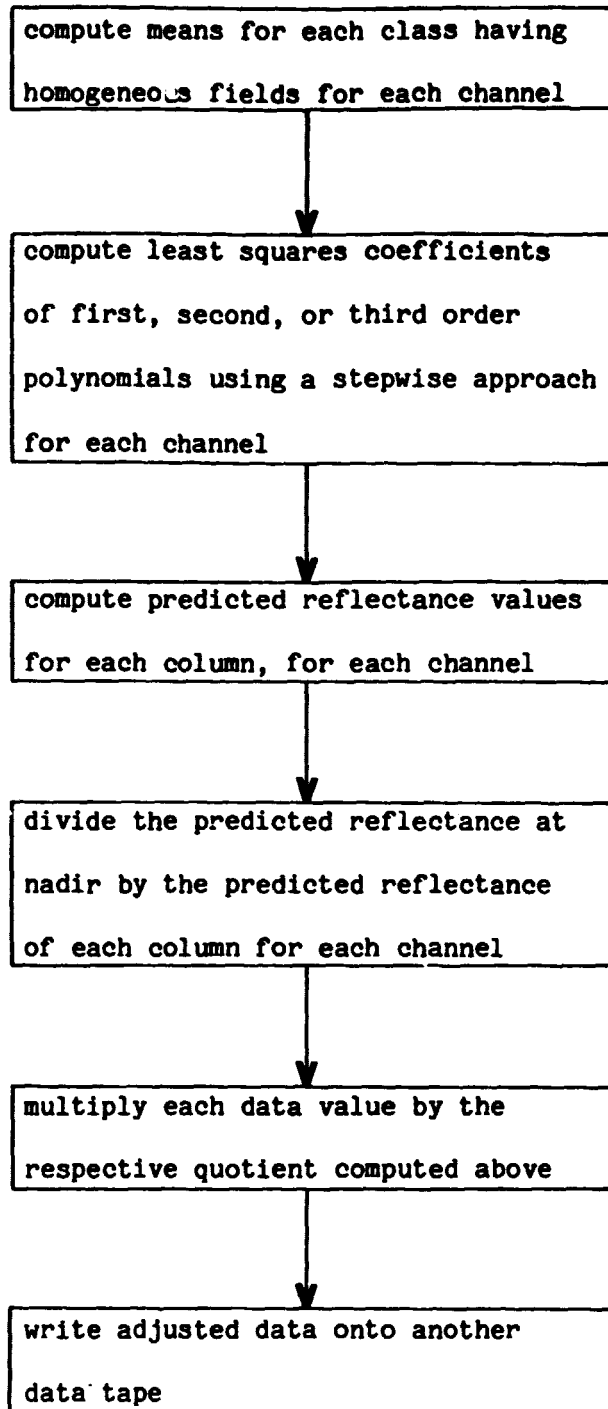 compute means for each class having
homogeneous fields for each channel
compute least squares coefficients
of first, second, or third order
polynomials using a stepwise approach
for each channel
compute predicted reflectance values
for each column, for each channel
divide the predicted reflectance at
nadir by the predicted reflectance
of each column for each channel
multiply each data value by the
respective quotient computed above
write adjusted data onto another
data tape